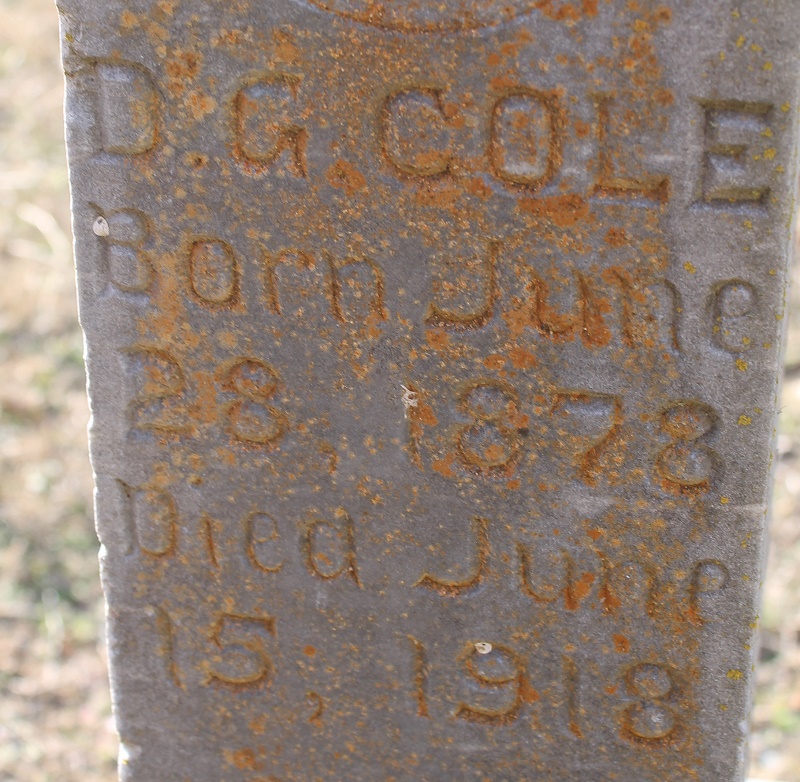 D G COLE
Born June
28, 1878
Died June
15, 1918